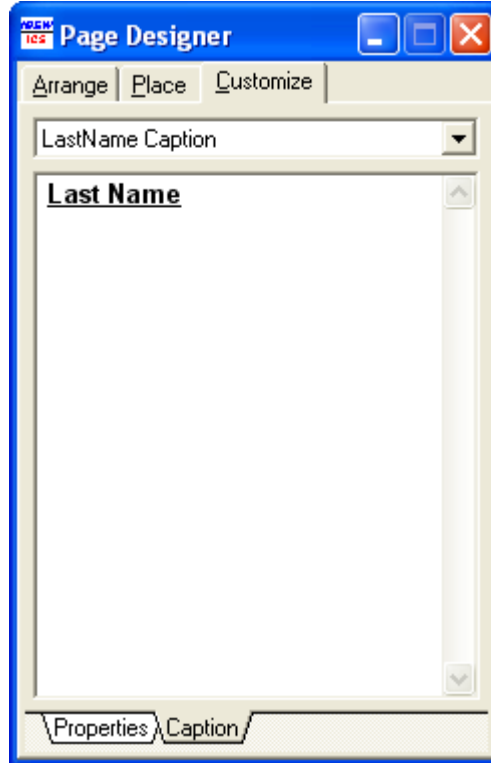 Page Designer
Arrange Place Customize
LastName Caption
Last Name
Properties Caption